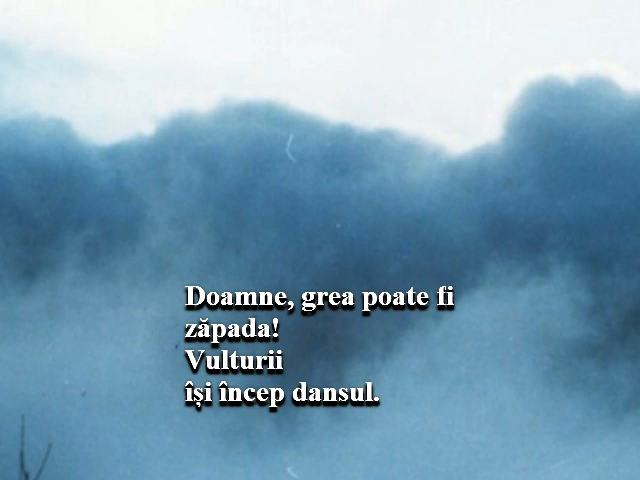 Doamne, grea poate fi
zăpada!
Vulturii
își încep dansul.